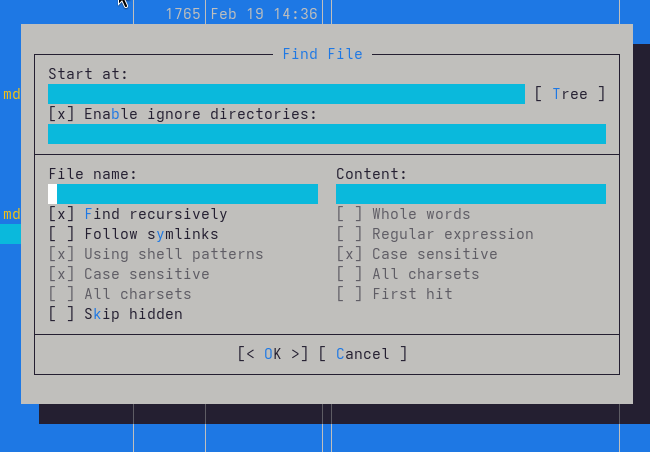 1765 Feb 19 14:36
Find File
Start at:
md [ Tree ]
[x] Enable ignore directories:
File name: Content:
md [x] Find recursively [ ] Whole words
[ ] Follow symlinks [ ] Regular expression
[x] Using shell patterns [x] Case sensitive
[x] Case sensitive [ ] All charsets
[ ] All charsets [ ] First hit
[ ] Skip hidden
[< OK >] [ Cancel ]